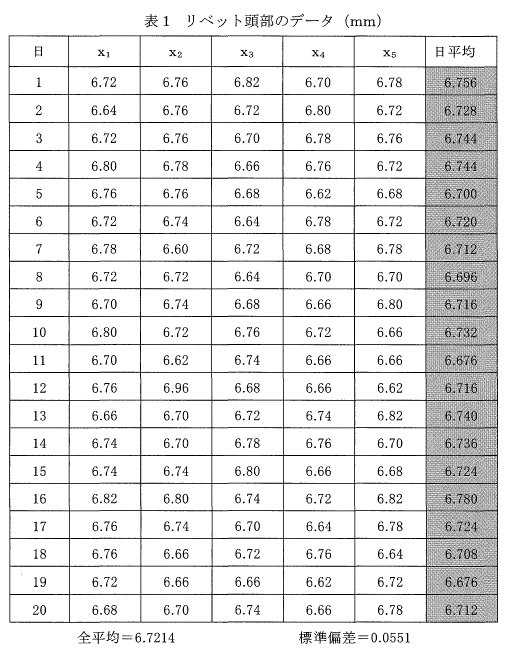 表1 リベット頭部のデータ（mm）
日 x₁ x₂ x₃ x₄ x₅ 日平均
1 6.72 6.76 6.82 6.70 6.78 6.756
2 6.64 6.76 6.72 6.80 6.72 6.728
3 6.72 6.76 6.70 6.78 6.76 6.744
4 6.80 6.78 6.66 6.76 6.72 6.744
5 6.76 6.76 6.68 6.62 6.68 6.700
6 6.72 6.74 6.64 6.78 6.72 6.720
7 6.78 6.60 6.72 6.68 6.78 6.712
8 6.72 6.72 6.64 6.70 6.70 6.696
9 6.70 6.74 6.68 6.66 6.80 6.716
10 6.80 6.72 6.76 6.72 6.66 6.732
11 6.70 6.62 6.74 6.66 6.66 6.676
12 6.76 6.96 6.68 6.66 6.62 6.716
13 6.66 6.70 6.72 6.74 6.82 6.740
14 6.74 6.70 6.78 6.76 6.70 6.736
15 6.74 6.74 6.80 6.66 6.68 6.724
16 6.82 6.80 6.74 6.72 6.82 6.780
17 6.76 6.74 6.70 6.64 6.78 6.724
18 6.76 6.66 6.72 6.76 6.64 6.708
19 6.72 6.66 6.66 6.62 6.72 6.676
20 6.68 6.70 6.74 6.66 6.78 6.712
全平均＝6.7214 標準偏差＝0.0551